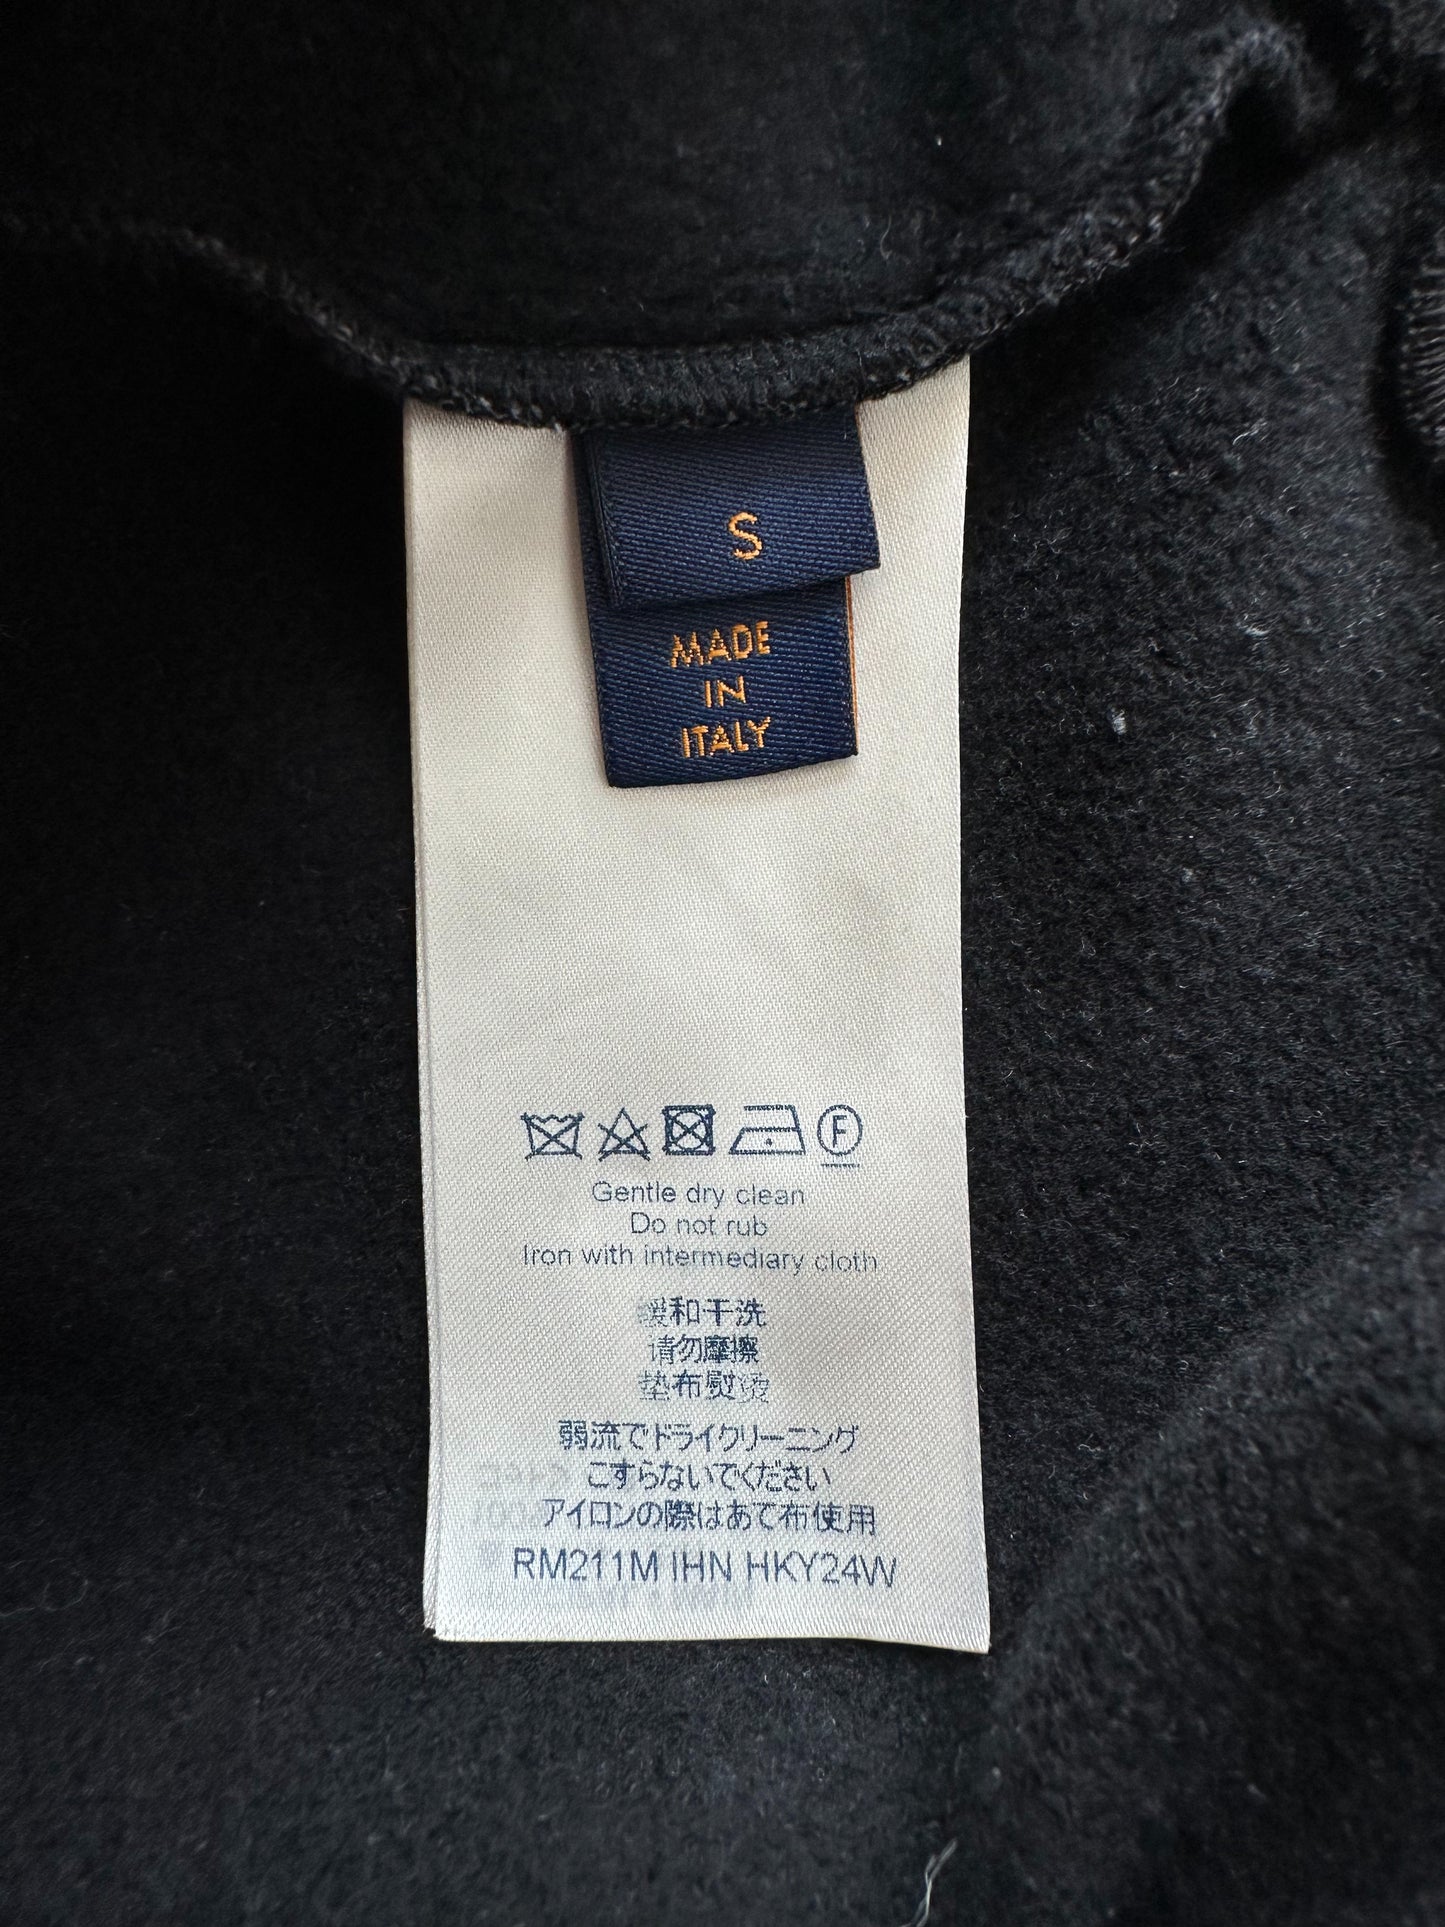 S
MADE
IN
ITALY
F
Gentle dry clean
Do not rub
Iron with intermediary cloth
缓和干洗
请勿摩擦
垫布熨烫
弱流でドライクリーニング
こすらないでください
アイロンの際はあて布使用
RM211M IHN HKY24W